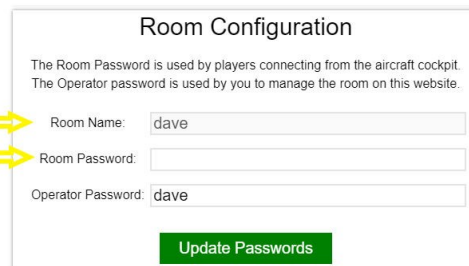 Room Configuration
The Room Password is used by players connecting from the aircraft cockpit.
The Operator password is used by you to manage the room on this website.
Room Name: dave
Room Password:
Operator Password: dave
Update Passwords